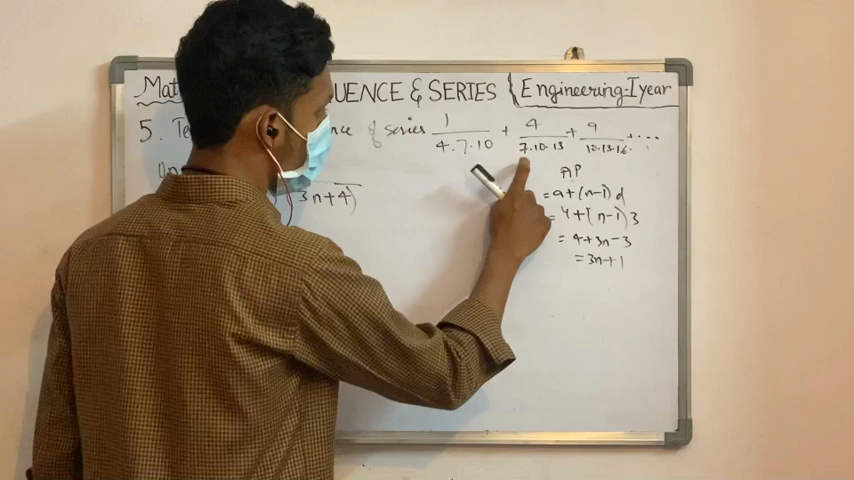 Mat UENCE & SERIES { Engineering-I year
5. Te nce of series 1/4.7.10 + 4/7.10.13 + 9/10.13.16. + ...
3n+4)
AP
= a+(n-1)d
= 4+(n-1)3
= 4+3n-3
= 3n+1